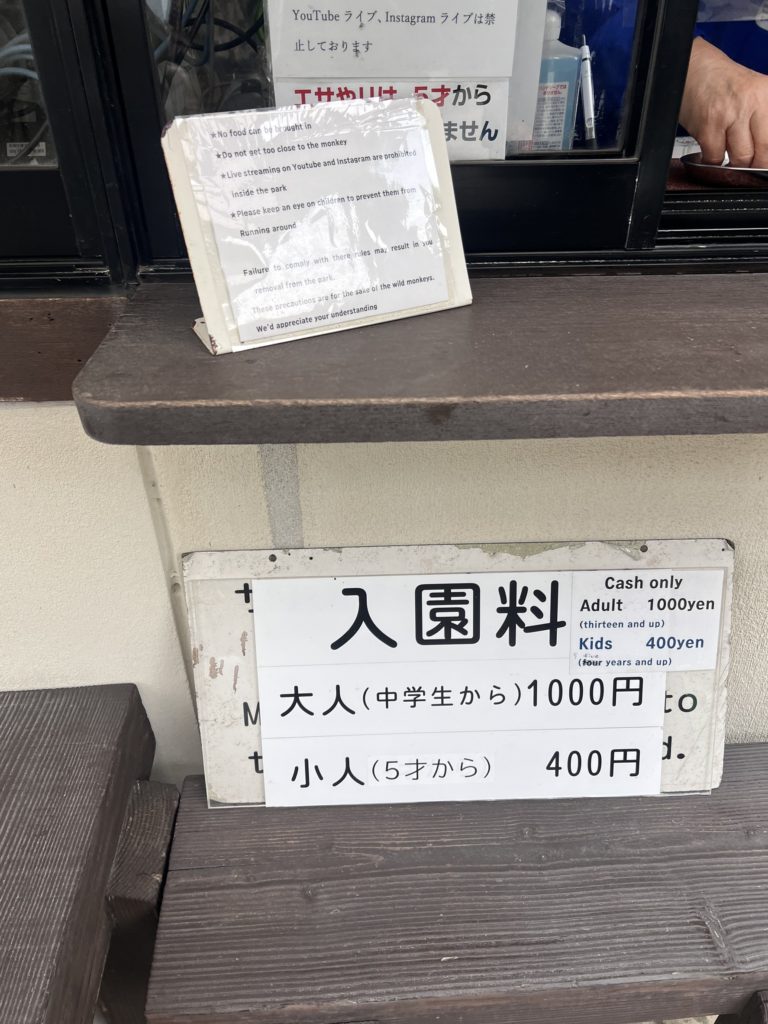 YouTube ライブ、Instagram ライブは禁
止しております
エサやりは 5才から
ません
★No food can be brought in
★Do not get too close to the monkey
★Live streaming on Youtube and Instagram are prohibited
inside the park
★Please keep an eye on children to prevent them from
Running around
Failure to comply with there rules may result in you
removal from the park.
These precautions are for the sake of the wild monkeys.
We'd appreciate your understanding
入園料
Cash only
Adult 1000yen
(thirteen and up)
Kids 400yen
five
(four years and up)
大人(中学生から)1000円
小人(5才から) 400円
M
to
t
d.